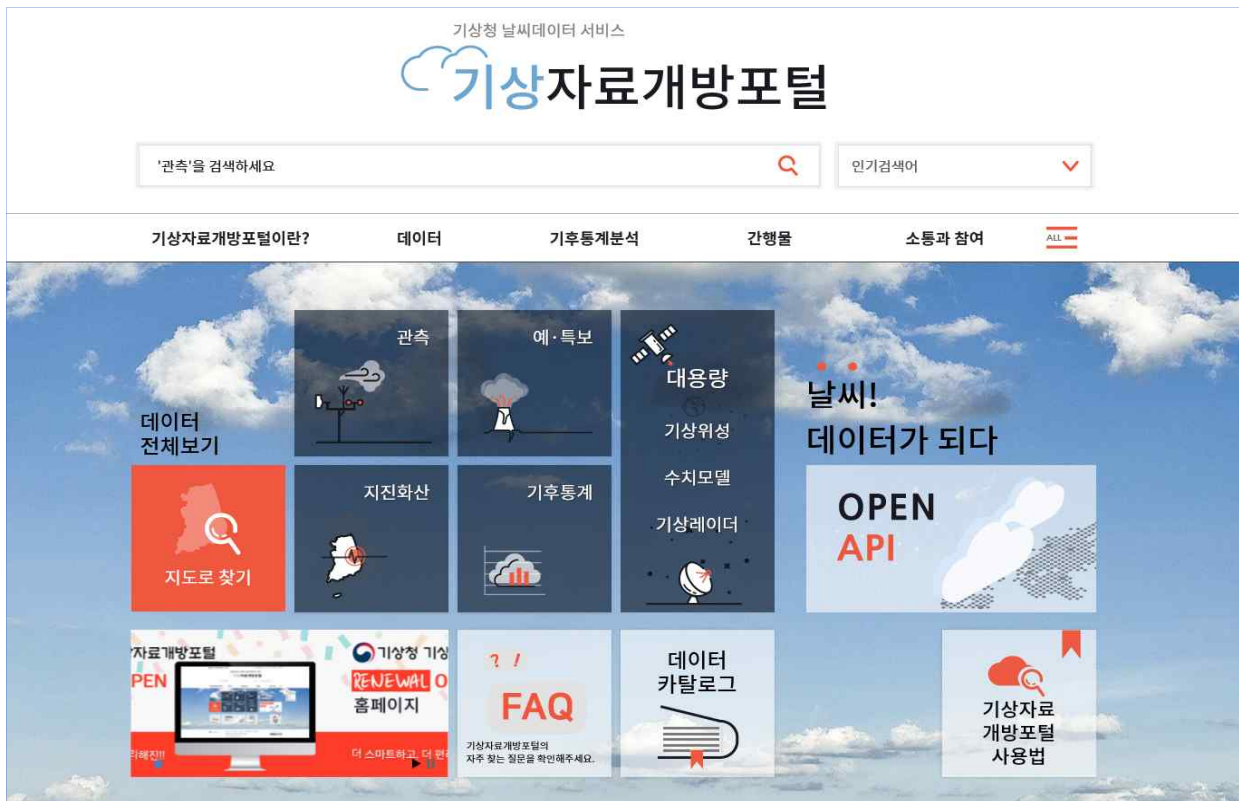 기상청 날씨데이터 서비스
기상자료개방포털
'관측'을 검색하세요
인기검색어
기상자료개방포털이란?
데이터
기후통계분석
간행물
소통과 참여
ALL
데이터
전체보기
지도로 찾기
관측
예·특보
지진화산
기후통계
대용량
기상위성
수치모델
기상레이더
날씨!
데이터가 되다
OPEN
API
자료개방포털
PEN
기상청 기상
RENEWAL O
홈페이지
더 스마트하고, 더 편
? !
FAQ
기상자료개방포털의
자주 찾는 질문을 확인해주세요.
데이터
카탈로그
기상자료
개방포털
사용법